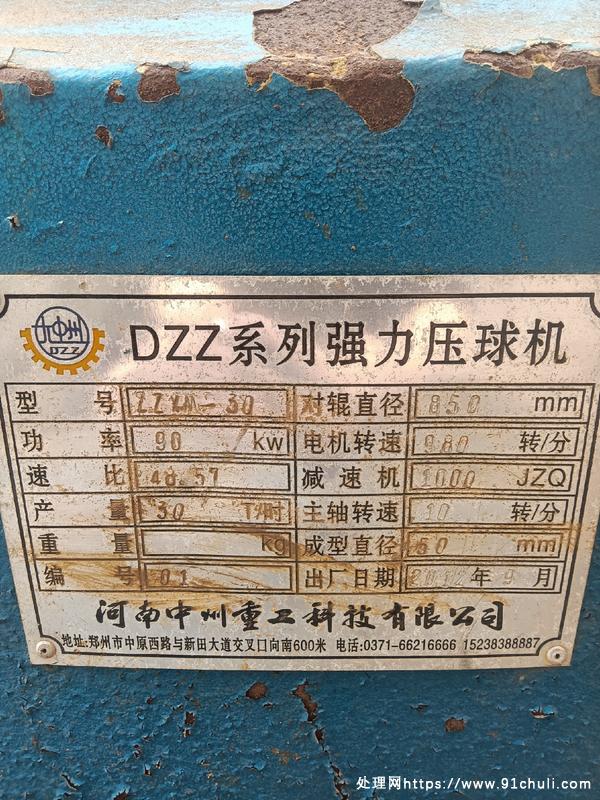 中州
DZZ
DZZ系列强力压球机
型 号 ZZXM-30 对辊直径 850 mm
功 率 90 kw 电机转速 980 转/分
速 比 48.57 减速机 1000 JZQ
产 量 30 T/时 主轴转速 10 转/分
重 量 kg 成型直径 50 mm
编 号 01 出厂日期 年 9 月
河南中州重工科技有限公司
地址:郑州市中原西路与新田大道交叉口向南600米 电话:0371-66216666 15238388887
处理网https://www.91chuli.com